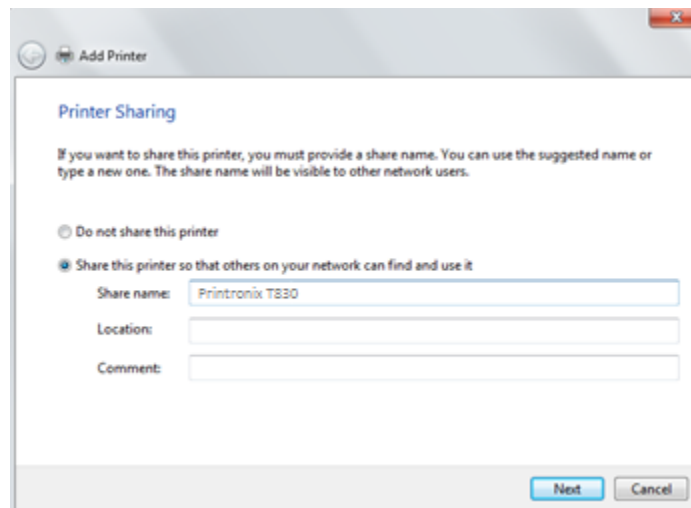 Add Printer
Printer Sharing
If you want to share this printer, you must provide a share name. You can use the suggested name or
type a new one. The share name will be visible to other network users.
Do not share this printer
Share this printer so that others on your network can find and use it
Share name: Printronix T830
Location:
Comment:
Next Cancel